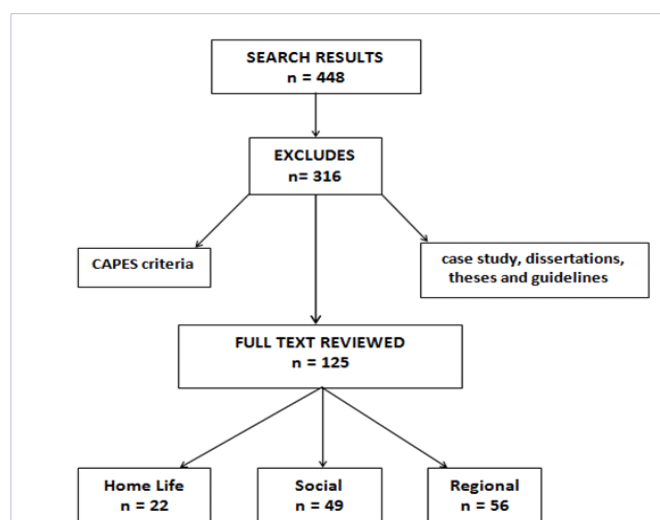 SEARCH RESULTS
n = 448
EXCLUDES
n= 316
CAPES criteria
case study, dissertations,
theses and guidelines
FULL TEXT REVIEWED
n = 125
Home Life
n = 22
Social
n = 49
Regional
n = 56